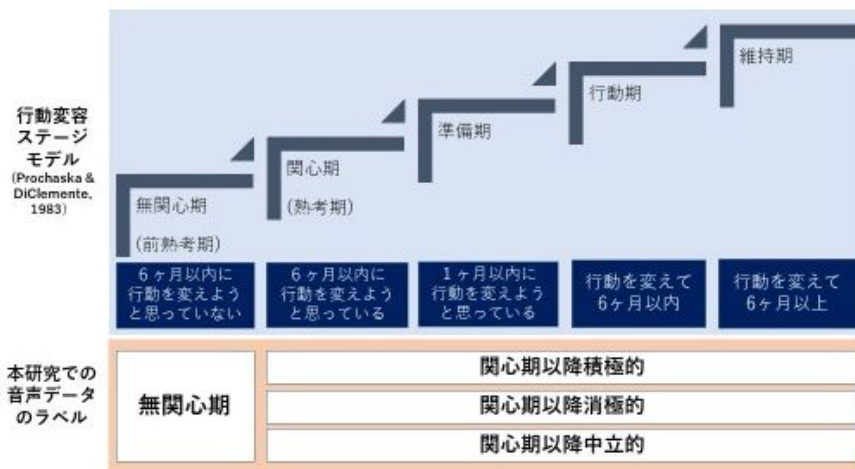 行動変容
ステージ
モデル
(Prochaska &
DiClemente,
1983)
無関心期
(前熟考期)
関心期
(熟考期)
準備期
行動期
維持期
6ヶ月以内に
行動を変えよう
と思っていない
6ヶ月以内に
行動を変えよう
と思っている
1ヶ月以内に
行動を変えよう
と思っている
行動を変えて
6ヶ月以内
行動を変えて
6ヶ月以上
本研究での
音声データ
のラベル
無関心期
関心期以降積極的
関心期以降消極的
関心期以降中立的